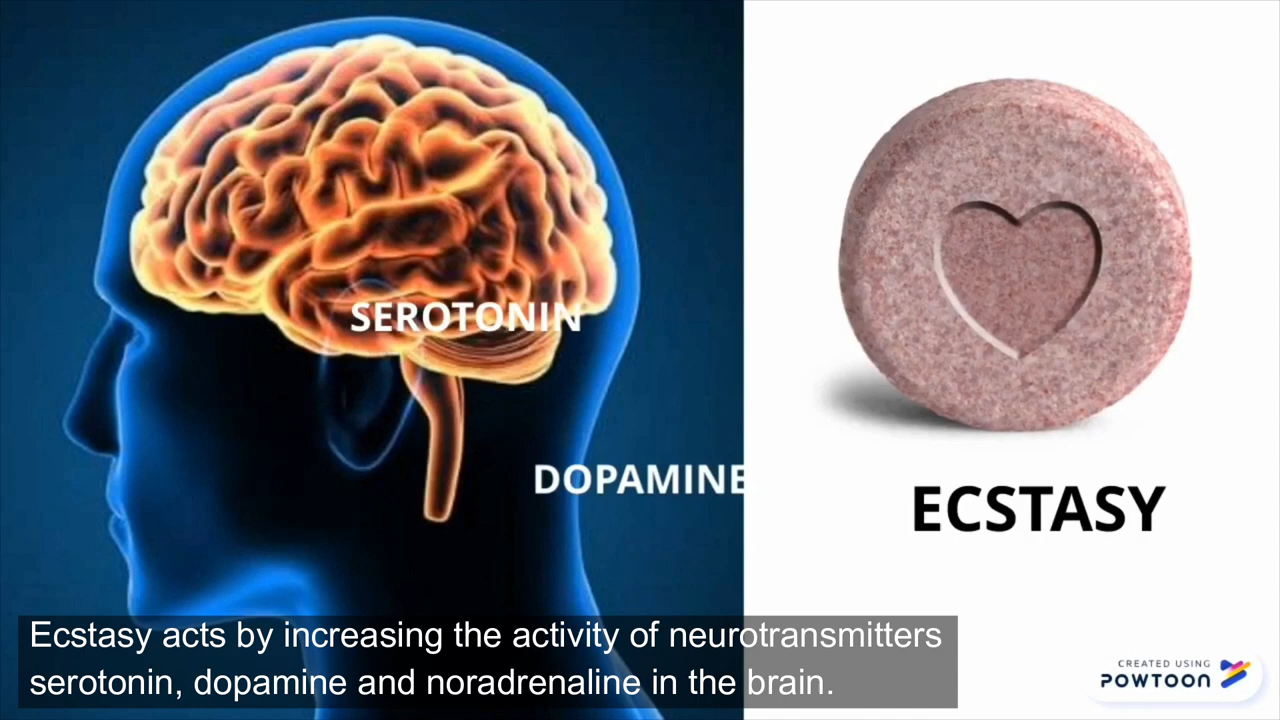 SEROTONIN
DOPAMINE
ECSTASY
Ecstasy acts by increasing the activity of neurotransmitters
serotonin, dopamine and noradrenaline in the brain.
CREATED USING
POWTOON